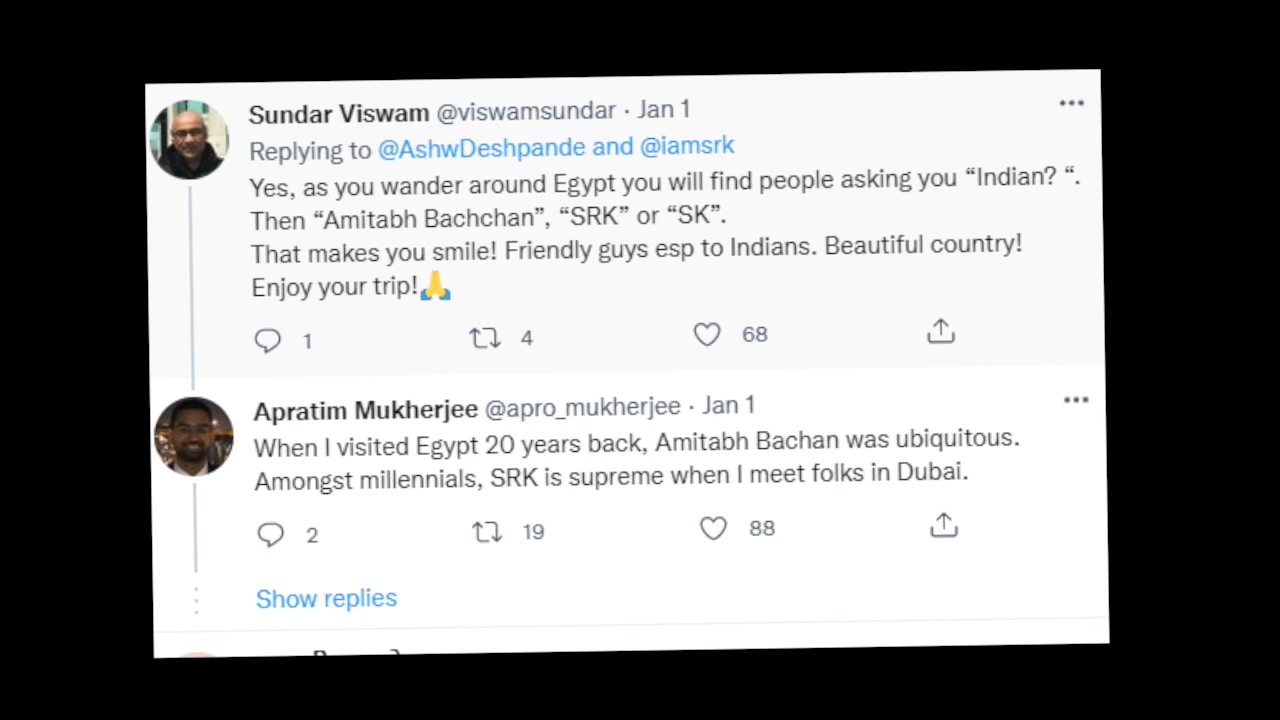 Sundar Viswam @viswamsundar · Jan 1
Replying to @AshwDeshpande and @iamsrk
Yes, as you wander around Egypt you will find people asking you “Indian? “.
Then “Amitabh Bachchan”, “SRK” or “SK”.
That makes you smile! Friendly guys esp to Indians. Beautiful country!
Enjoy your trip!🙏
1 4 68
Apratim Mukherjee @apro_mukherjee · Jan 1
When I visited Egypt 20 years back, Amitabh Bachan was ubiquitous.
Amongst millennials, SRK is supreme when I meet folks in Dubai.
2 19 88
Show replies